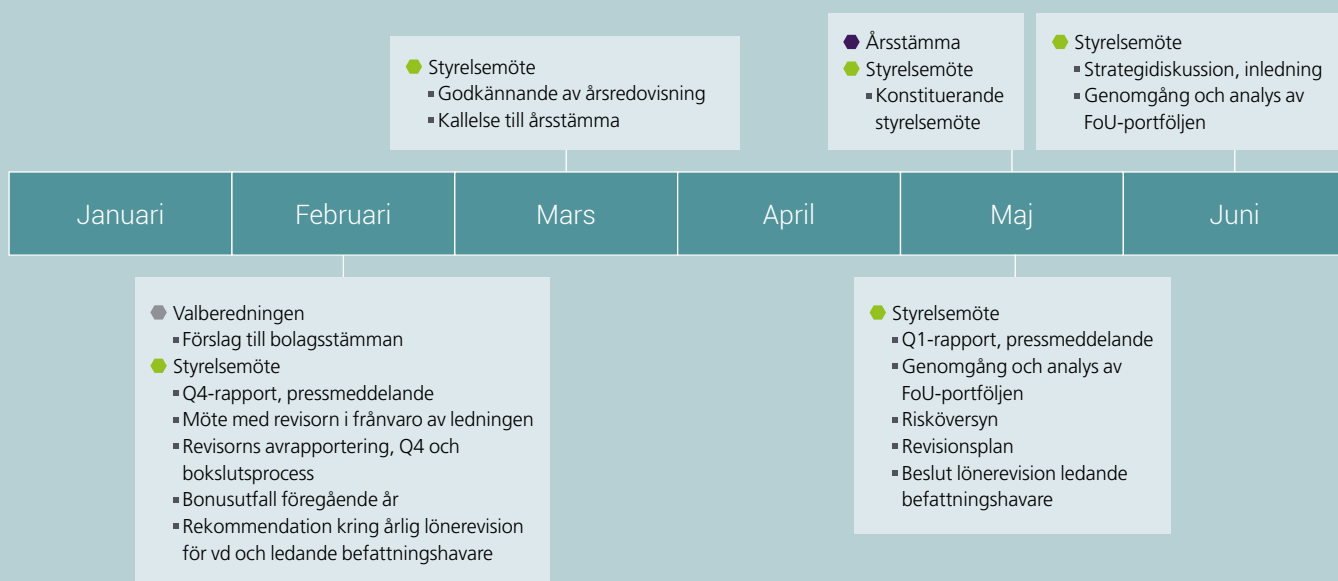 Styrelsemöte
Godkännande av årsredovisning
Kallelse till årsstämma
Årsstämma
Styrelsemöte
Konstituerande
styrelsemöte
Styrelsemöte
Strategidiskussion, inledning
Genomgång och analys av
FoU-portföljen
Januari
Februari
Mars
April
Maj
Juni
Valberedningen
Förslag till bolagsstämman
Styrelsemöte
Q4-rapport, pressmeddelande
Möte med revisorn i frånvaro av ledningen
Revisorns avrapportering, Q4 och
bokslutsprocess
Bonusutfall föregående år
Rekommendation kring årlig lönerevision
för vd och ledande befattningshavare
Styrelsemöte
Q1-rapport, pressmeddelande
Genomgång och analys av
FoU-portföljen
Risköversyn
Revisionsplan
Beslut lönerevision ledande
befattningshavare